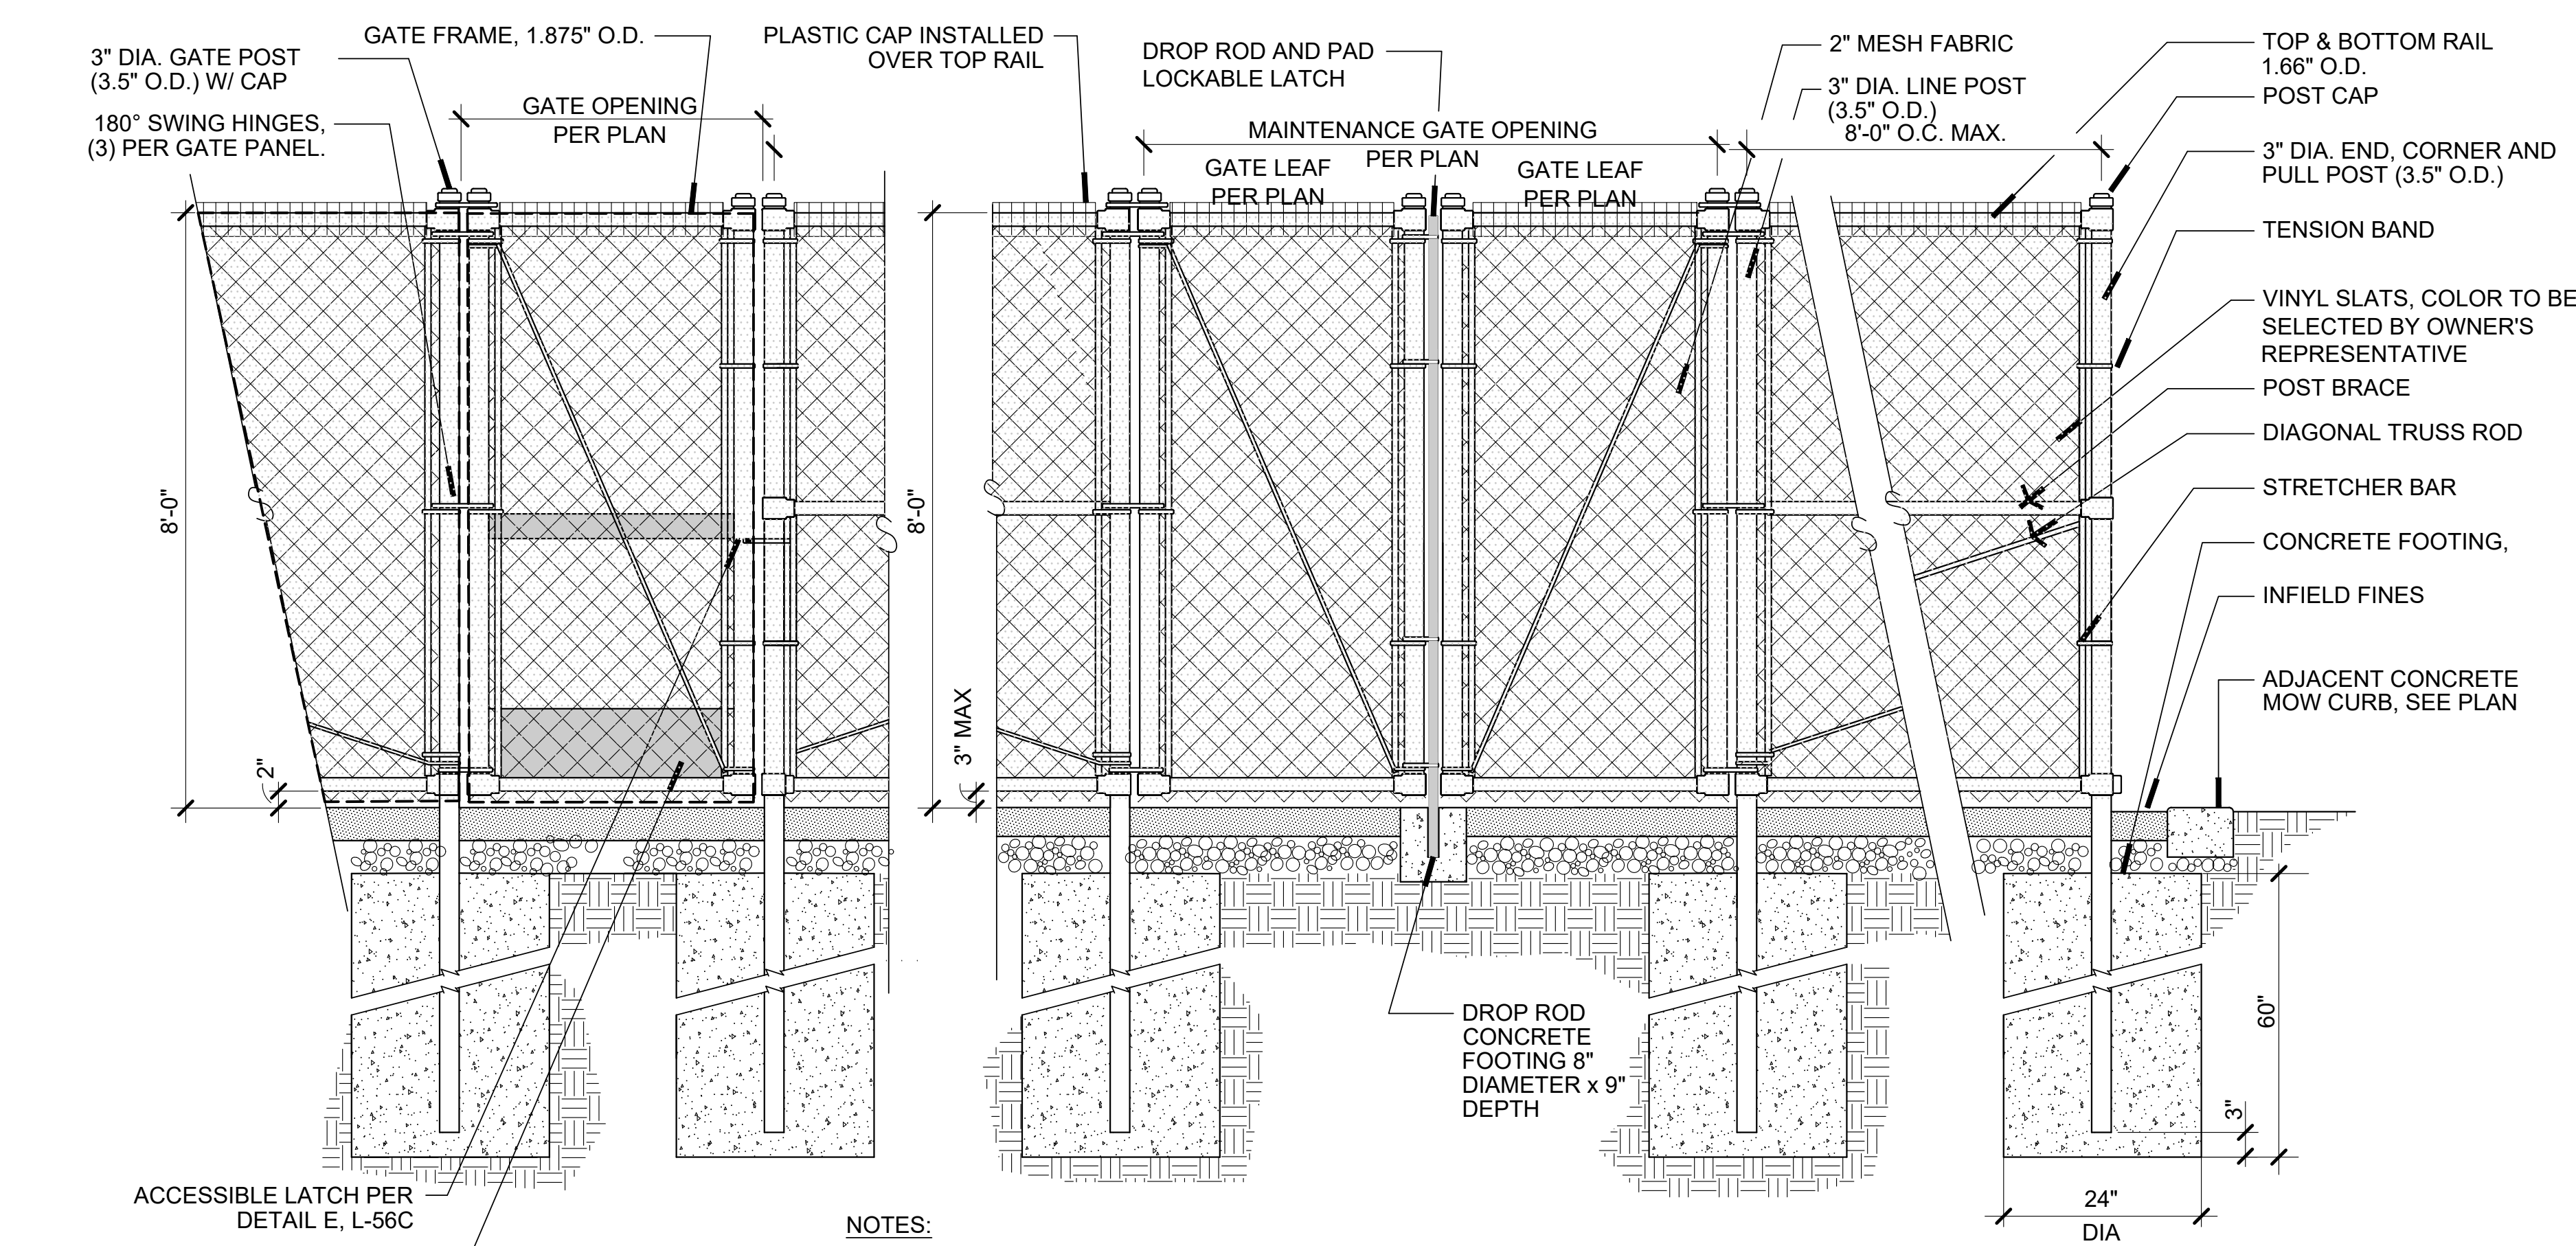 3" DIA. GATE POST
(3.5" O.D.) W/ CAP
180° SWING HINGES,
(3) PER GATE PANEL.
GATE FRAME, 1.875" O.D.
GATE OPENING
PER PLAN
PLASTIC CAP INSTALLED
OVER TOP RAIL
DROP ROD AND PAD
LOCKABLE LATCH
MAINTENANCE GATE OPENING
PER PLAN
GATE LEAF
PER PLAN
GATE LEAF
PER PLAN
2" MESH FABRIC
3" DIA. LINE POST
(3.5" O.D.)
8'-0" O.C. MAX.
TOP & BOTTOM RAIL
1.66" O.D.
POST CAP
3" DIA. END, CORNER AND
PULL POST (3.5" O.D.)
TENSION BAND
VINYL SLATS, COLOR TO BE
SELECTED BY OWNER'S
REPRESENTATIVE
POST BRACE
DIAGONAL TRUSS ROD
STRETCHER BAR
CONCRETE FOOTING,
INFIELD FINES
ADJACENT CONCRETE
MOW CURB, SEE PLAN
8'-0"
2"
8'-0"
3" MAX
DROP ROD
CONCRETE
FOOTING 8"
DIAMETER x 9"
DEPTH
60"
3"
24"
DIA
ACCESSIBLE LATCH PER
DETAIL E, L-56C
NOTES: